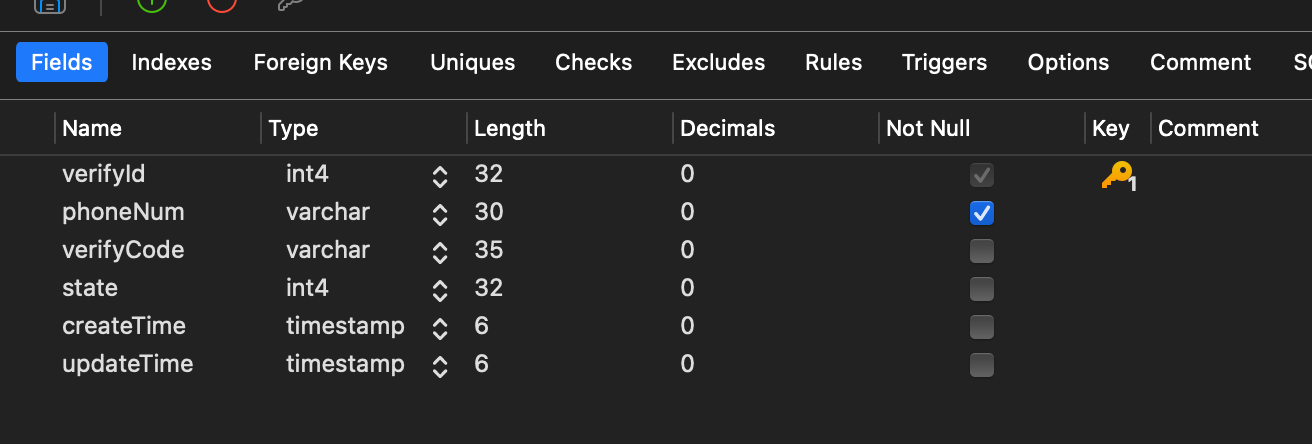 Fields Indexes Foreign Keys Uniques Checks Excludes Rules Triggers Options Comment
Name Type Length Decimals Not Null Key Comment
verifyId int4 32 0 1
phoneNum varchar 30 0
verifyCode varchar 35 0
state int4 32 0
createTime timestamp 6 0
updateTime timestamp 6 0